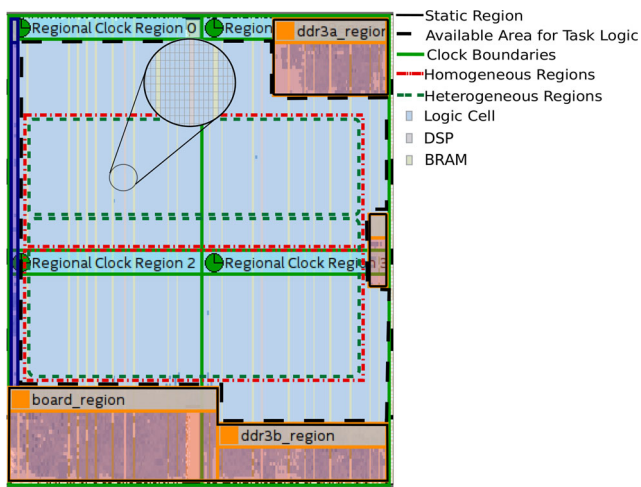 Regional Clock Region 0
Region
ddr3a_region
Regional Clock Region 2
Regional Clock Region 3
board_region
ddr3b_region
Static Region
Available Area for Task Logic
Clock Boundaries
Homogeneous Regions
Heterogeneous Regions
Logic Cell
DSP
BRAM